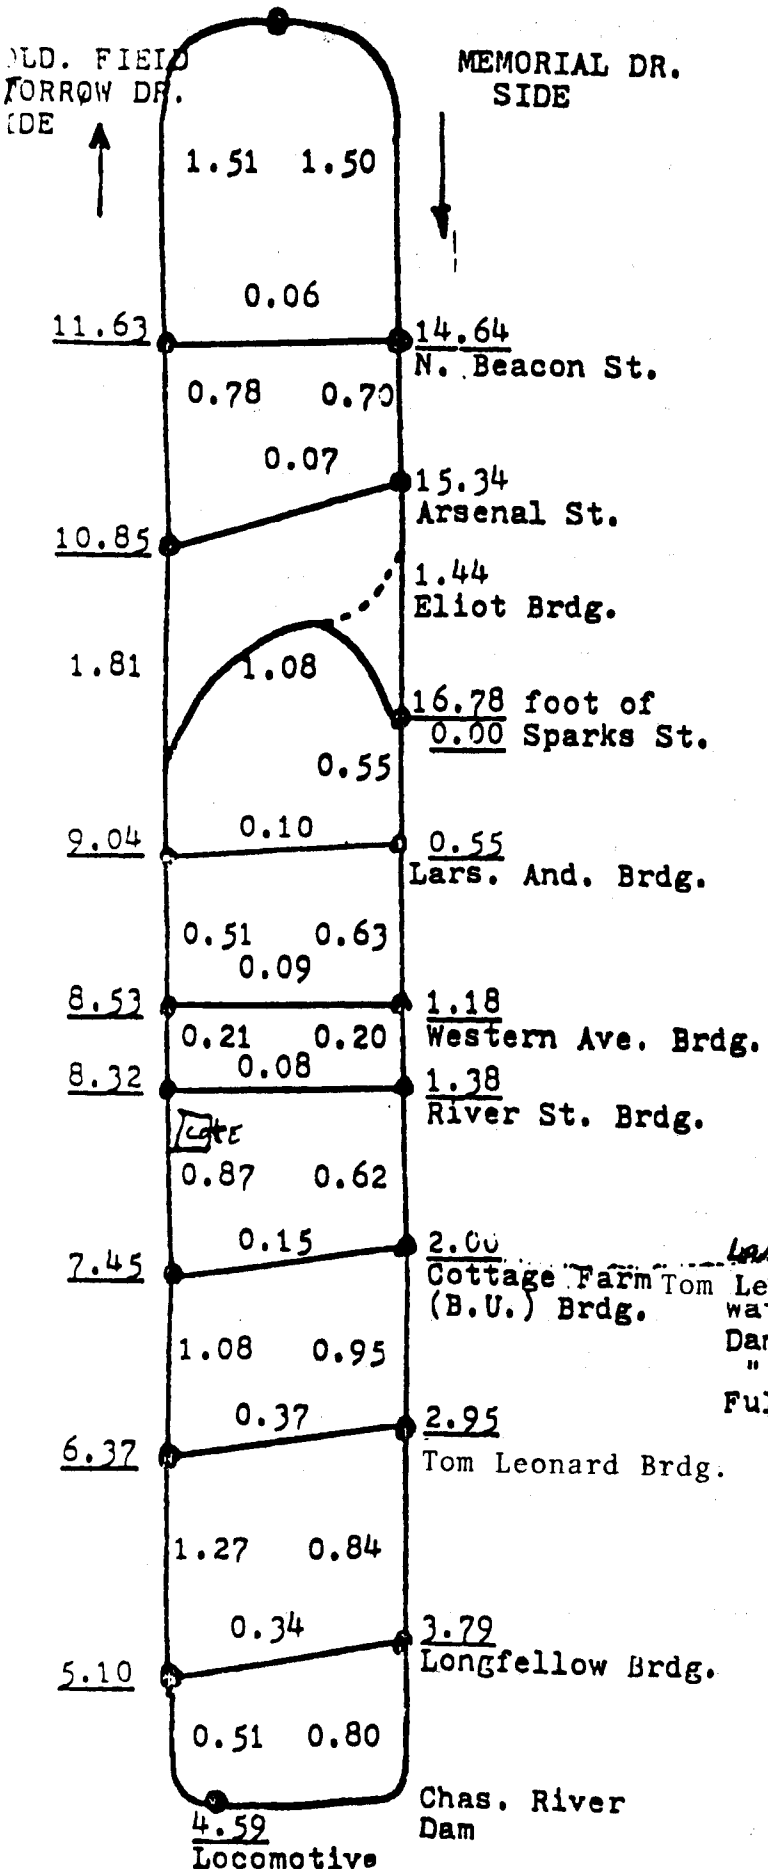 MEMORIAL DR.
SIDE
FIELD
DR.
1.51 1.50
0.06
11.63 14.64
N. Beacon St.
0.78 0.70
0.07
15.34
Arsenal St.
10.85
1.44
Eliot Brdg.
1.81 1.08
16.78 foot of
0.00 Sparks St.
0.55
0.10
9.04 0.55
Lars. And. Brdg.
0.51 0.63
0.09
8.53 1.18
Western Ave. Brdg.
0.21 0.20
0.08
8.32 1.38
River St. Brdg.
0.87 0.62
0.15
7.45 2.00
Cottage Farm Tom
(B.U.) Brdg.
1.08 0.95
0.37
6.37 2.95
Tom Leonard Brdg.
1.27 0.84
0.34
5.10 3.79
Longfellow Brdg.
0.51 0.80
Chas. River
Dam
4.59
Locomotive